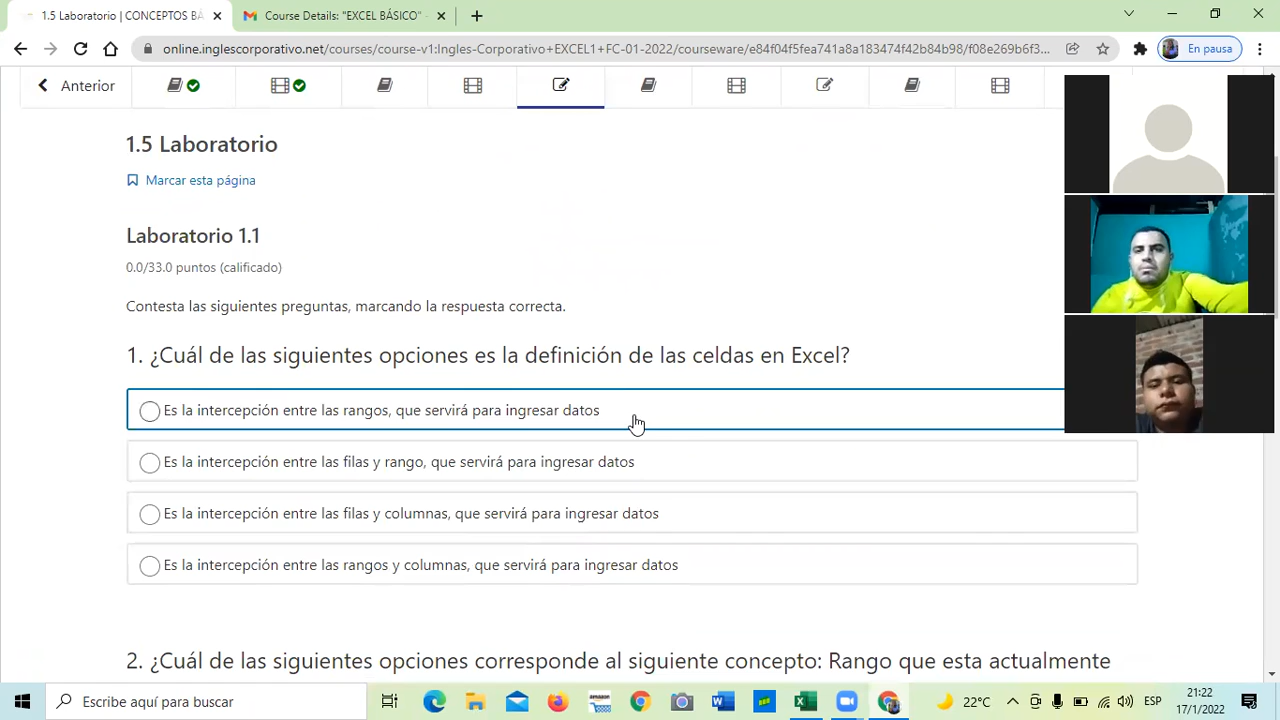 1.5 Laboratorio | CONCEPTOS BÁ
Course Details: "EXCEL BÁSICO" -
online.inglescorporativo.net/courses/course-v1:Ingles-Corporativo+EXCEL1+FC-01-2022/courseware/e84f04f5fea741a8a183474f42b84b98/f08e269b6f3...
En pausa
Anterior
1.5 Laboratorio
Marcar esta página
Laboratorio 1.1
0.0/33.0 puntos (calificado)
Contesta las siguientes preguntas, marcando la respuesta correcta.
1. ¿Cuál de las siguientes opciones es la definición de las celdas en Excel?
Es la intercepción entre las rangos, que servirá para ingresar datos
Es la intercepción entre las filas y rango, que servirá para ingresar datos
Es la intercepción entre las filas y columnas, que servirá para ingresar datos
Es la intercepción entre las rangos y columnas, que servirá para ingresar datos
2. ¿Cuál de las siguientes opciones corresponde al siguiente concepto: Rango que esta actualmente
Escribe aquí para buscar
22°C
ESP
21:22
17/1/2022